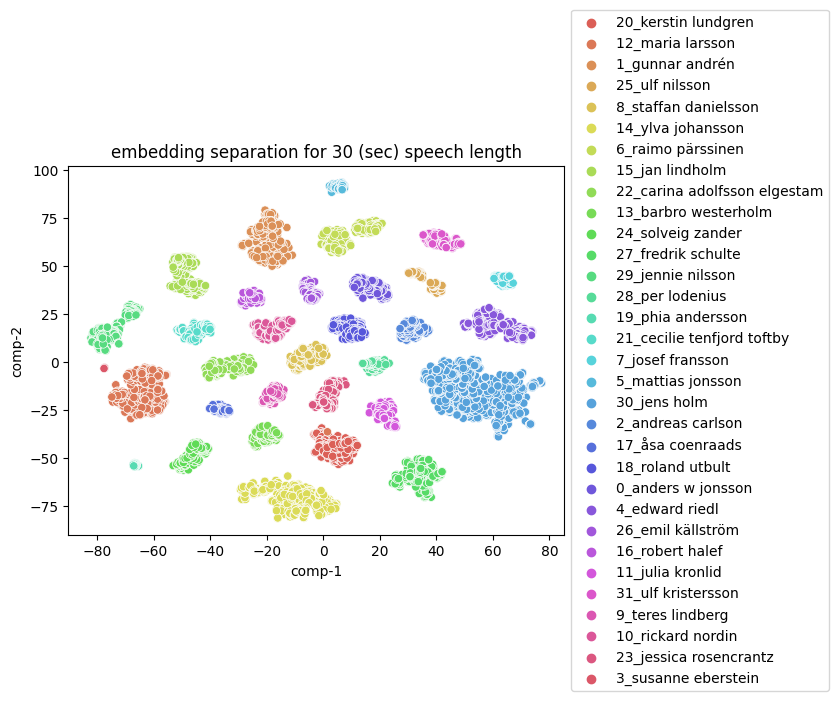 embedding separation for 30 (sec) speech length
100
75
50
25
0
−25
−50
−75
comp-2
−80 −60 −40 −20 0 20 40 60 80
comp-1
20_kerstin lundgren
12_maria larsson
1_gunnar andrén
25_ulf nilsson
8_staffan danielsson
14_ylva johansson
6_raimo pärssinen
15_jan lindholm
22_carina adolfsson elgestam
13_barbro westerholm
24_solveig zander
27_fredrik schulte
29_jennie nilsson
28_per lodenius
19_phia andersson
21_cecilie tenfjord toftby
7_josef fransson
5_mattias jonsson
30_jens holm
2_andreas carlson
17_åsa coenraads
18_roland utbult
0_anders w jonsson
4_edward riedl
26_emil källström
16_robert halef
11_julia kronlid
31_ulf kristersson
9_teres lindberg
10_rickard nordin
23_jessica rosencrantz
3_susanne eberstein